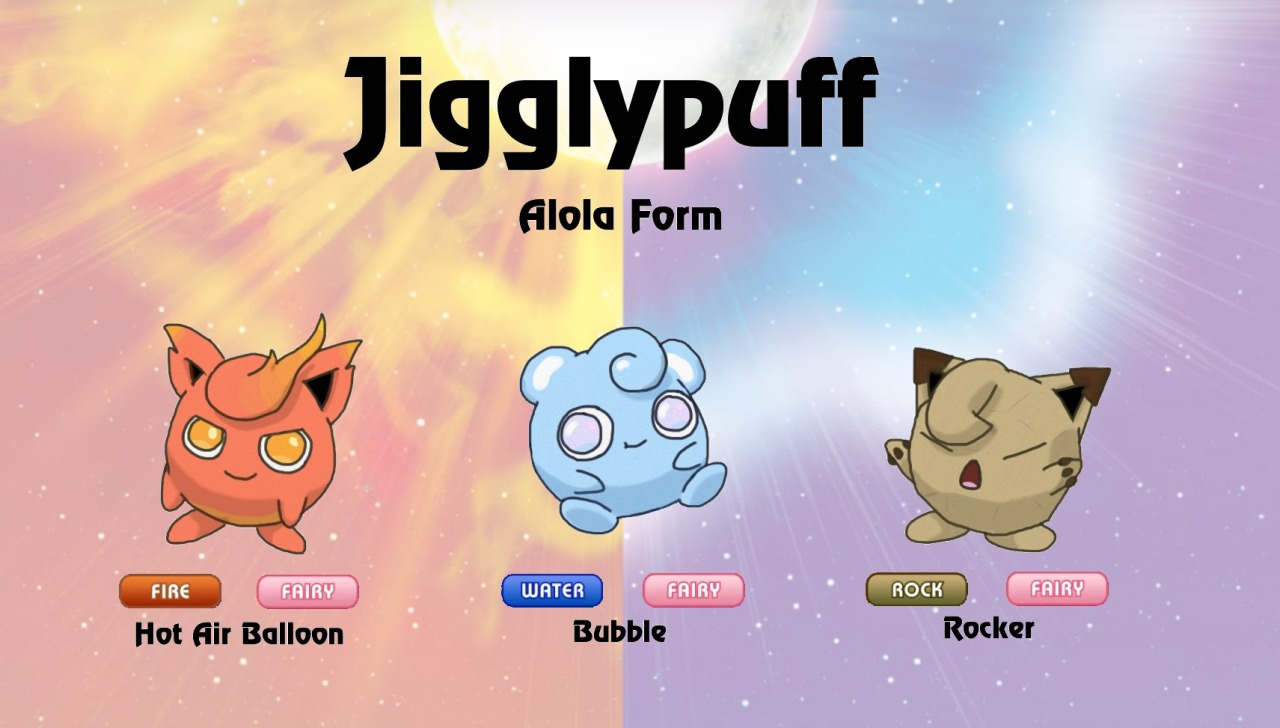 Jigglypuff
Alola Form
FIRE FAIRY
Hot Air Balloon
WATER FAIRY
Bubble
ROCK FAIRY
Rocker